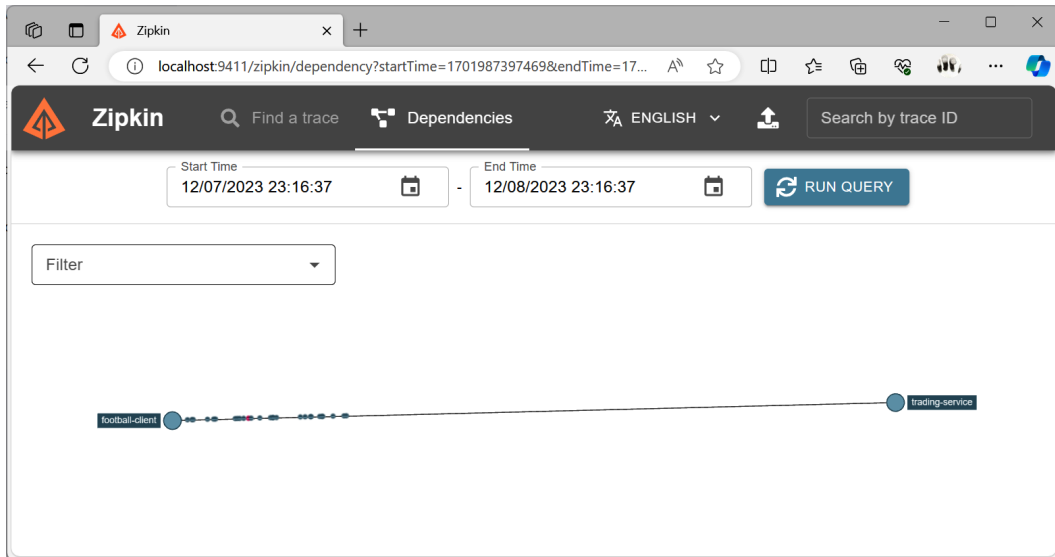 Zipkin
localhost:9411/zipkin/dependency?startTime=1701987397469&endTime=17...
Zipkin
Find a trace
Dependencies
ENGLISH
Search by trace ID
Start Time
12/07/2023 23:16:37
-
End Time
12/08/2023 23:16:37
RUN QUERY
Filter
football-client
trading-service